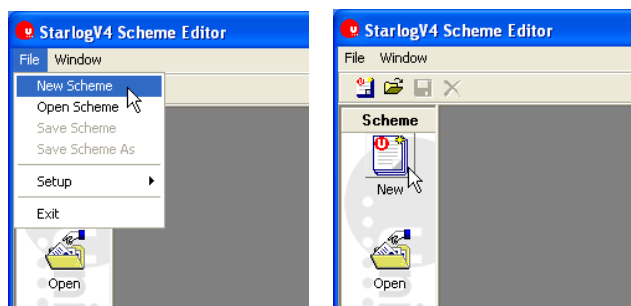 StarlogV4 Scheme Editor
File Window
New Scheme
Open Scheme
Save Scheme
Save Scheme As
Setup
Exit
Open
StarlogV4 Scheme Editor
File Window
Scheme
New
Open